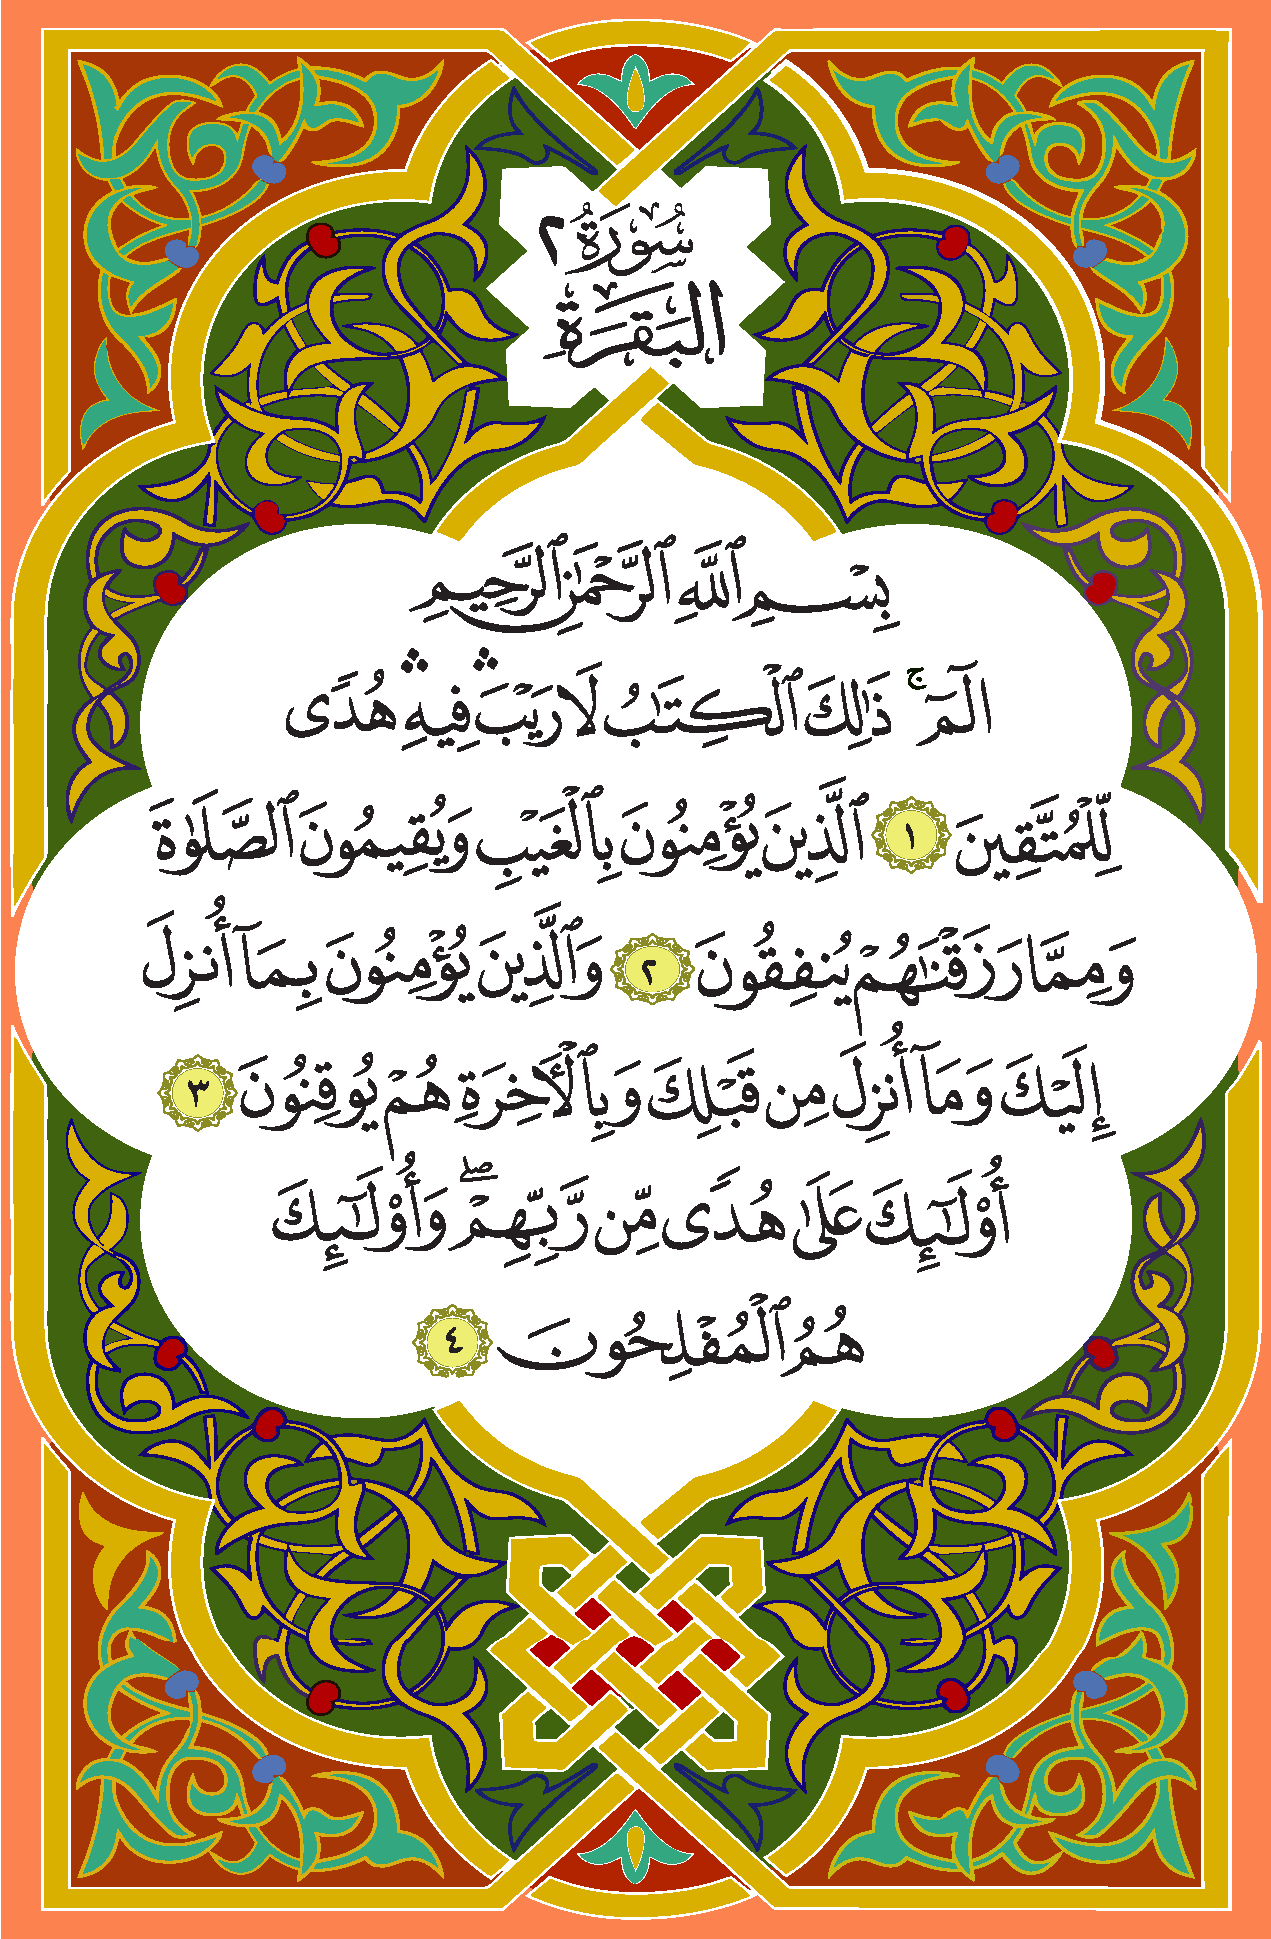 سُورَةُ ٢
البَقَرَةِ
بِسْمِ ٱللَّهِ ٱلرَّحْمَٰنِ ٱلرَّحِيمِ
الٓمٓ ۚ ذَٰلِكَ ٱلْكِتَٰبُ لَا رَيْبَ ۛ فِيهِ ۛ هُدًى
لِّلْمُتَّقِينَ ١ ٱلَّذِينَ يُؤْمِنُونَ بِٱلْغَيْبِ وَيُقِيمُونَ ٱلصَّلَوٰةَ
وَمِمَّا رَزَقْنَٰهُمْ يُنفِقُونَ ٢ وَٱلَّذِينَ يُؤْمِنُونَ بِمَآ أُنزِلَ
إِلَيْكَ وَمَآ أُنزِلَ مِن قَبْلِكَ وَبِٱلْأَخِرَةِ هُمْ يُوقِنُونَ ٣
أُوْلَٰٓئِكَ عَلَىٰ هُدًى مِّن رَّبِّهِمْ ۖ وَأُوْلَٰٓئِكَ
هُمُ ٱلْمُفْلِحُونَ ٤